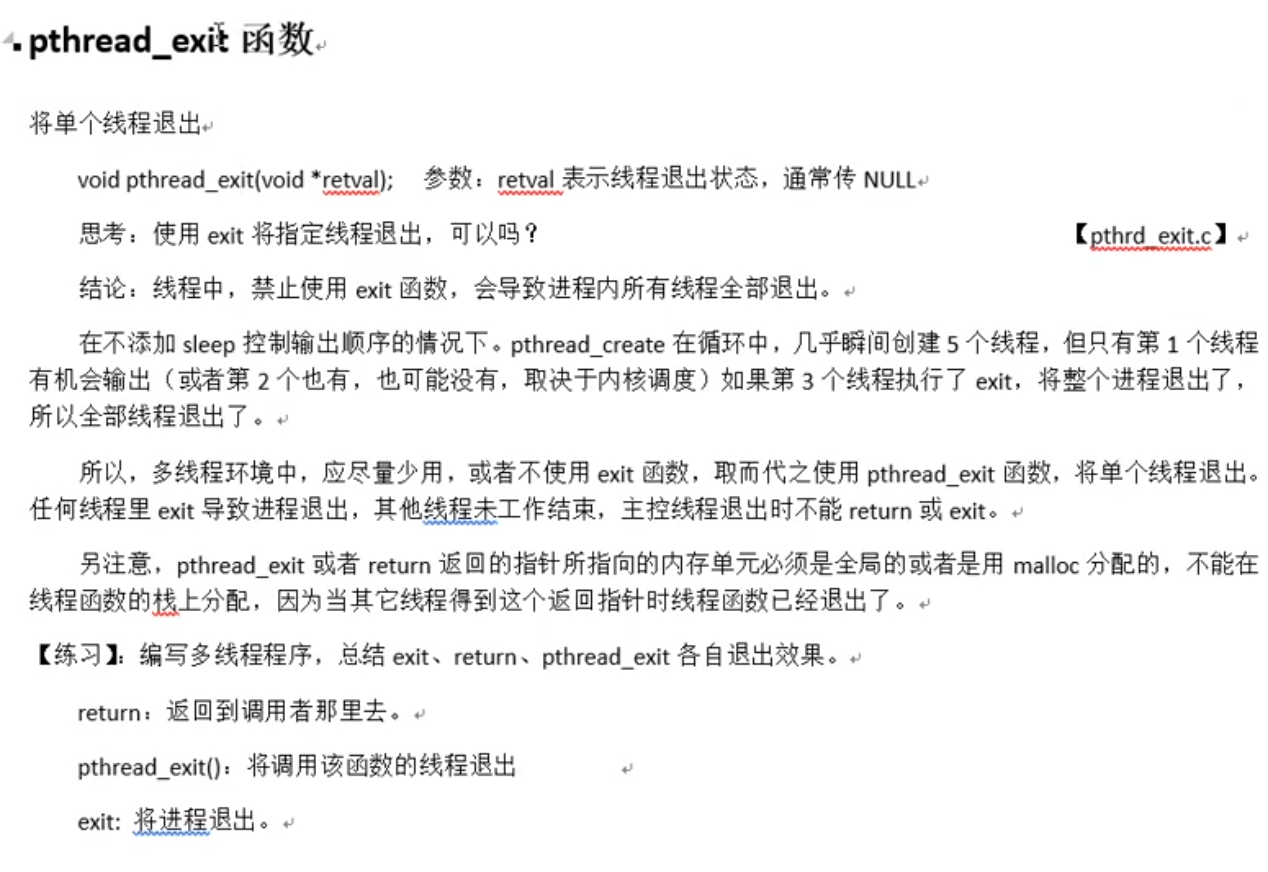 pthread_exit 函数
将单个线程退出
void pthread_exit(void *retval); 参数：retval 表示线程退出状态，通常传 NULL
思考：使用 exit 将指定线程退出，可以吗？ 【pthrd_exit.c】
结论：线程中，禁止使用 exit 函数，会导致进程内所有线程全部退出。
在不添加 sleep 控制输出顺序的情况下。pthread_create 在循环中，几乎瞬间创建 5 个线程，但只有第 1 个线程
有机会输出（或者第 2 个也有，也可能没有，取决于内核调度）如果第 3 个线程执行了 exit，将整个进程退出了，
所以全部线程退出了。
所以，多线程环境中，应尽量少用，或者不使用 exit 函数，取而代之使用 pthread_exit 函数，将单个线程退出。
任何线程里 exit 导致进程退出，其他线程未工作结束，主控线程退出时不能 return 或 exit。
另注意，pthread_exit 或者 return 返回的指针所指向的内存单元必须是全局的或者是用 malloc 分配的，不能在
线程函数的栈上分配，因为当其它线程得到这个返回指针时线程函数已经退出了。
【练习】：编写多线程程序，总结 exit、return、pthread_exit 各自退出效果。
return：返回到调用者那里去。
pthread_exit()：将调用该函数的线程退出
exit: 将进程退出。